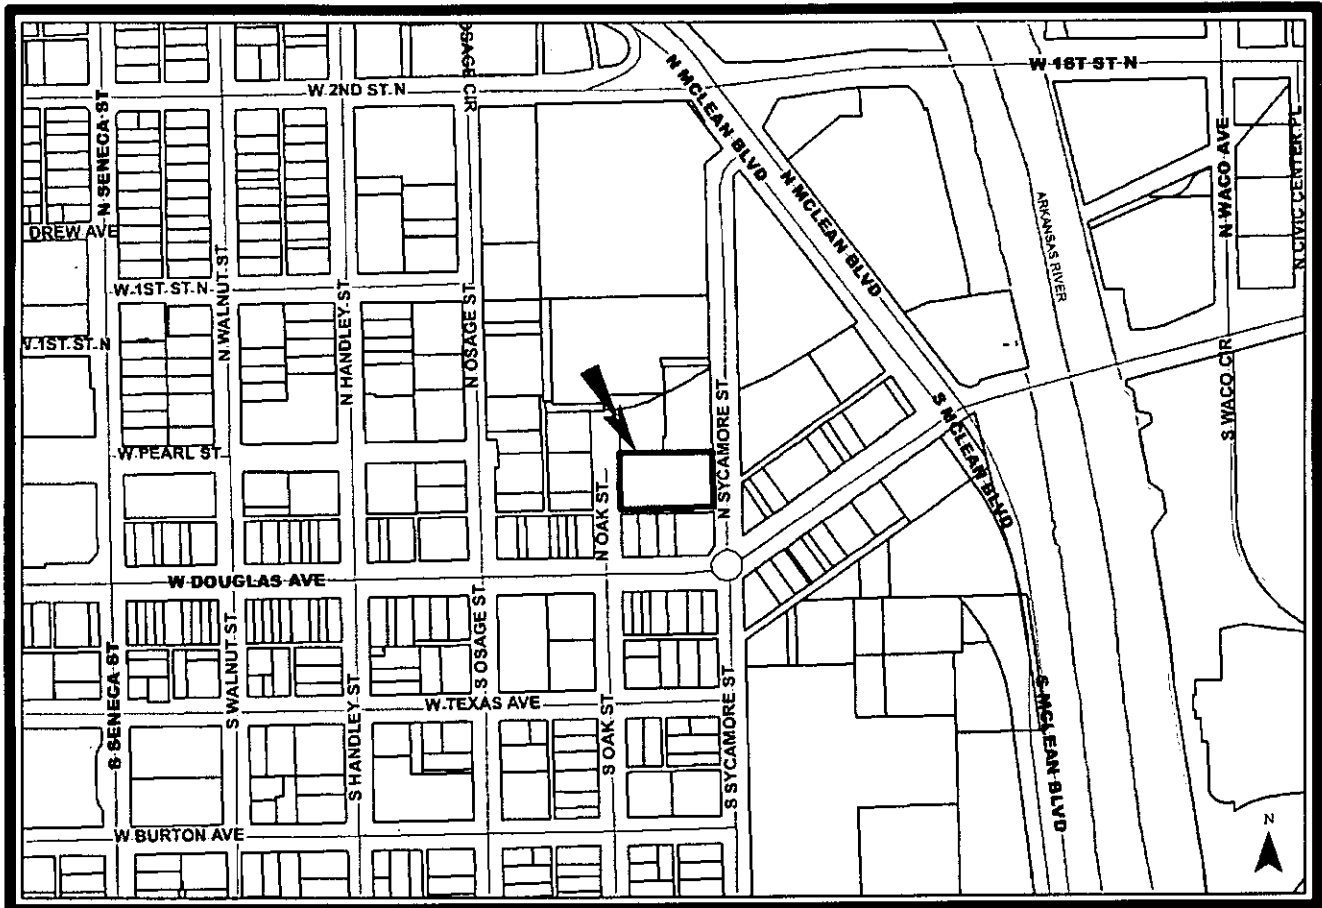 OSAGE CIR
W 1ST ST N
N MCLEAN BLVD
W 2ND ST N
N SENECA ST
N WACO AVE
N CIVIC CENTER PL
N MCLEAN BLVD
ARKANSAS RIVER
DREW AVE
N WALNUT ST
W 1ST ST N
N HANDLEY ST
N OSAGE ST
W 1ST ST N
N SYCAMORE ST
S WACO CIR
S MCLEAN BLVD
W PEARL ST
N OAK ST
W DOUGLAS AVE
S SENECA ST
S WALNUT ST
S OSAGE ST
S HANDLEY ST
W TEXAS AVE
S OAK ST
S SYCAMORE ST
S MCLEAN BLVD
W BURTON AVE
N